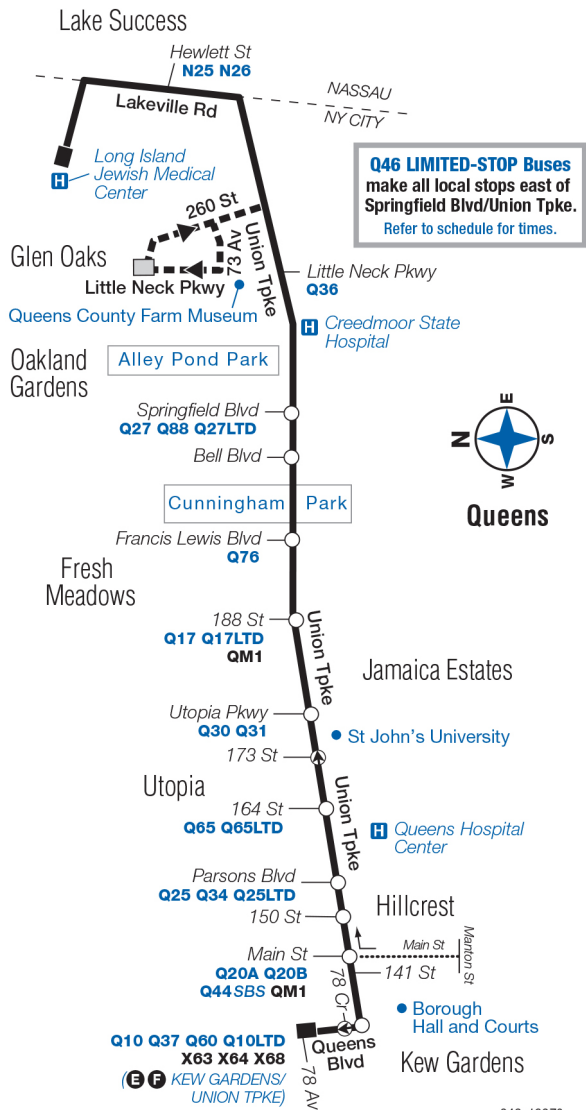 Lake Success
Hewlett St
N25 N26
NASSAU
NY CITY
Lakeville Rd
H
Long Island
Jewish Medical
Center
Q46 LIMITED-STOP Buses
make all local stops east of
Springfield Blvd/Union Tpke.
Refer to schedule for times.
260 St
73 Av
Union Tpke
Glen Oaks
Little Neck Pkwy
Little Neck Pkwy
Q36
Queens County Farm Museum
H
Creedmoor State
Hospital
Oakland
Gardens
Alley Pond Park
Springfield Blvd
Q27 Q88 Q27LTD
Bell Blvd
N
E
S
W
Queens
Cunningham Park
Francis Lewis Blvd
Q76
Fresh
Meadows
188 St
Q17 Q17LTD
QM1
Union Tpke
Jamaica Estates
Utopia Pkwy
Q30 Q31
St John's University
173 St
Utopia
Union Tpke
164 St
Q65 Q65LTD
H
Queens Hospital
Center
Parsons Blvd
Q25 Q34 Q25LTD
150 St
Hillcrest
Main St
Q20A Q20B
Q44SBS QM1
Main St
Manton St
141 St
78 Cr
Borough
Hall and Courts
Q10 Q37 Q60 Q10LTD
X63 X64 X68
(E F KEW GARDENS/
UNION TPKE)
Queens
Blvd
78 Av
Kew Gardens